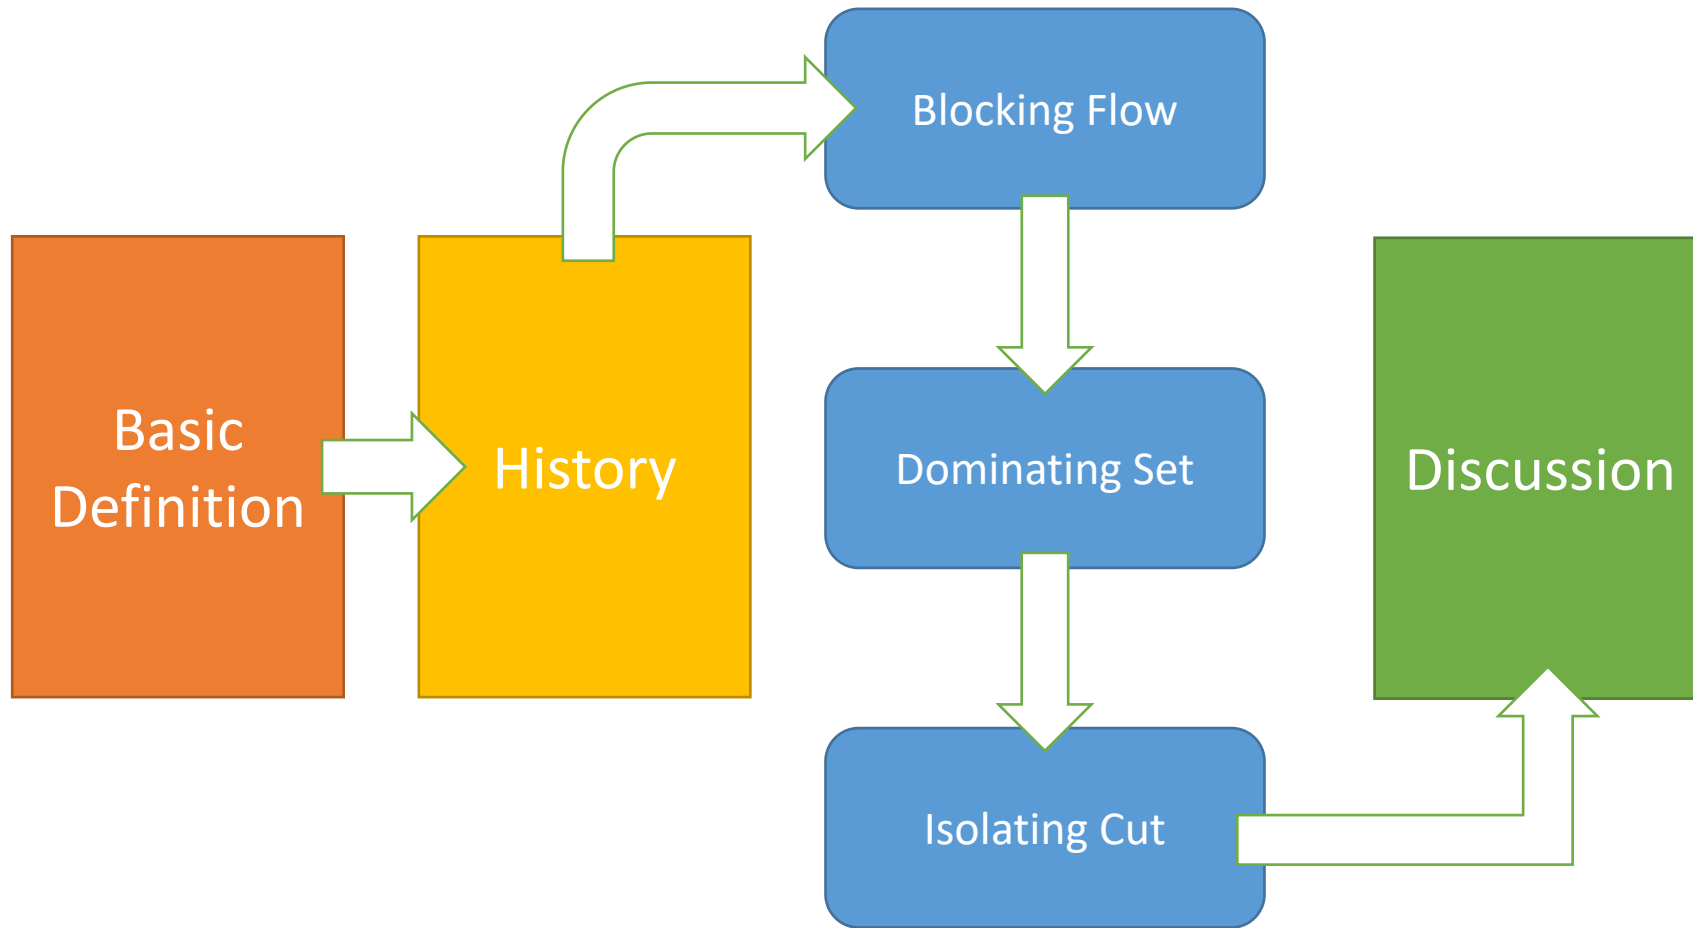 Basic
Definition
History
Blocking Flow
Dominating Set
Isolating Cut
Discussion